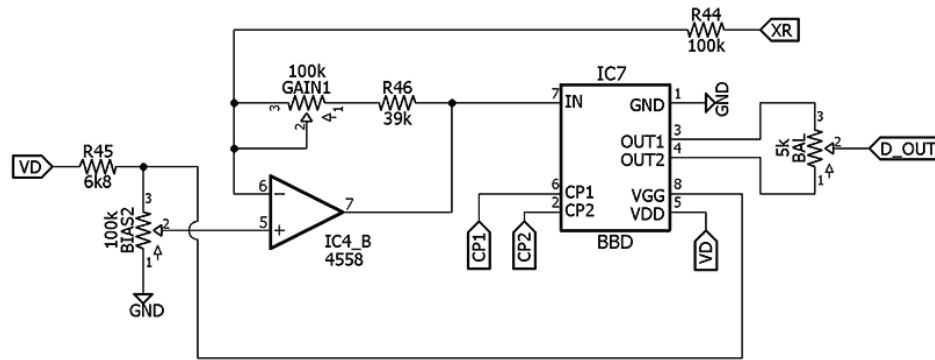 R44
100k
XR
100k
GAIN1
3
1
2
R46
39k
IC7
7
IN
GND
1
GND
OUT1
3
OUT2
4
3
5k
BAL
2
1
D_OUT
VD
R45
6k8
6
7
5
IC4_B
4558
3
100k
BIAS2
2
1
GND
6
CP1
2
CP2
VGG
8
VDD
5
BBD
CP1
CP2
VD